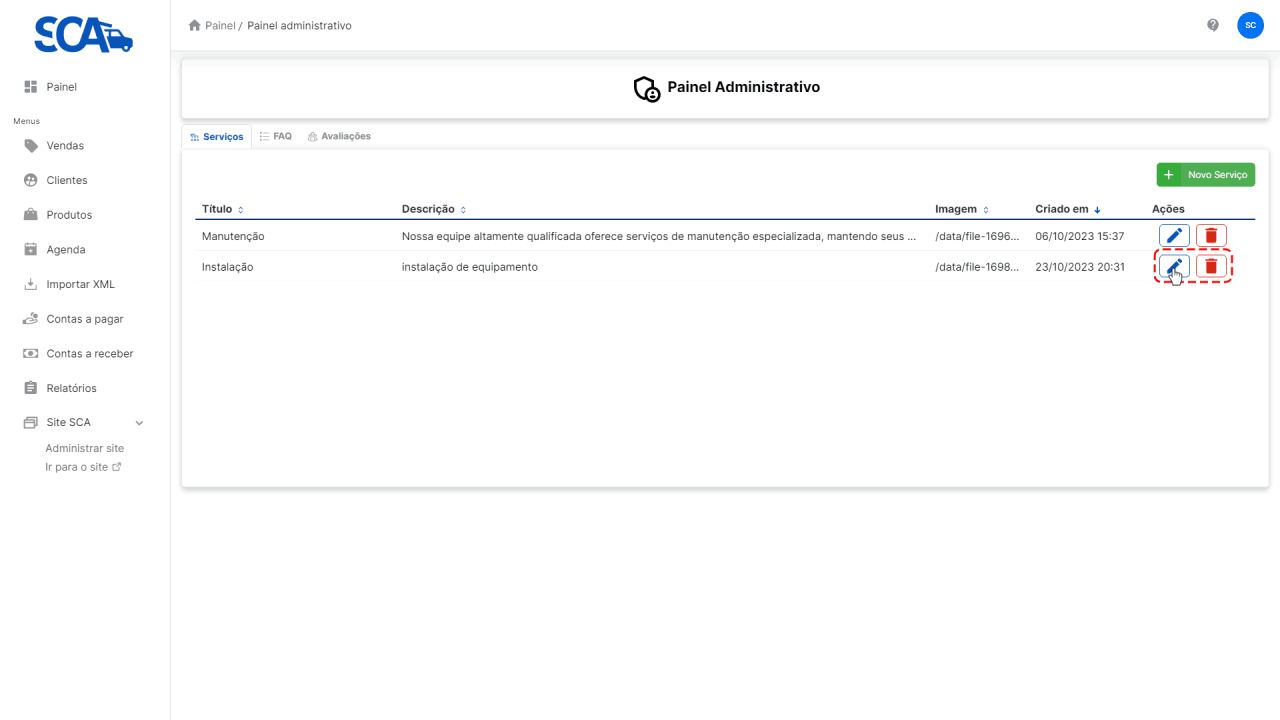 SCA
Painel / Painel administrativo
SC
Painel
Painel Administrativo
Menus
Serviços FAQ Avaliações
Vendas
Novo Serviço
Clientes
Título Descrição Imagem Criado em Ações
Produtos
Manutenção Nossa equipe altamente qualificada oferece serviços de manutenção especializada, mantendo seus ... /data/file-1696... 06/10/2023 15:37
Agenda
Instalação instalação de equipamento /data/file-1698... 23/10/2023 20:31
Importar XML
Contas a pagar
Contas a receber
Relatórios
Site SCA
Administrar site
Ir para o site